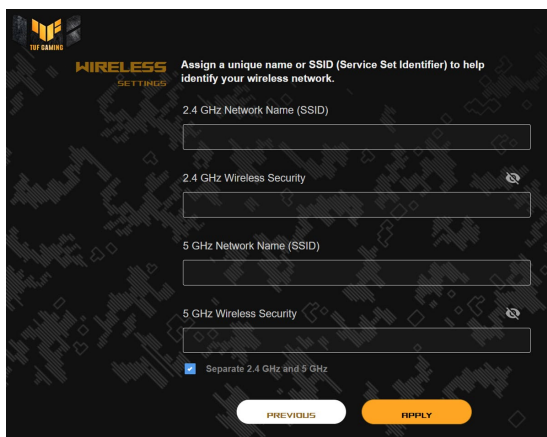 TUF GAMING
WIRELESS
SETTINGS
Assign a unique name or SSID (Service Set Identifier) to help
identify your wireless network.
2.4 GHz Network Name (SSID)
2.4 GHz Wireless Security
5 GHz Network Name (SSID)
5 GHz Wireless Security
Separate 2.4 GHz and 5 GHz
PREVIOUS
APPLY